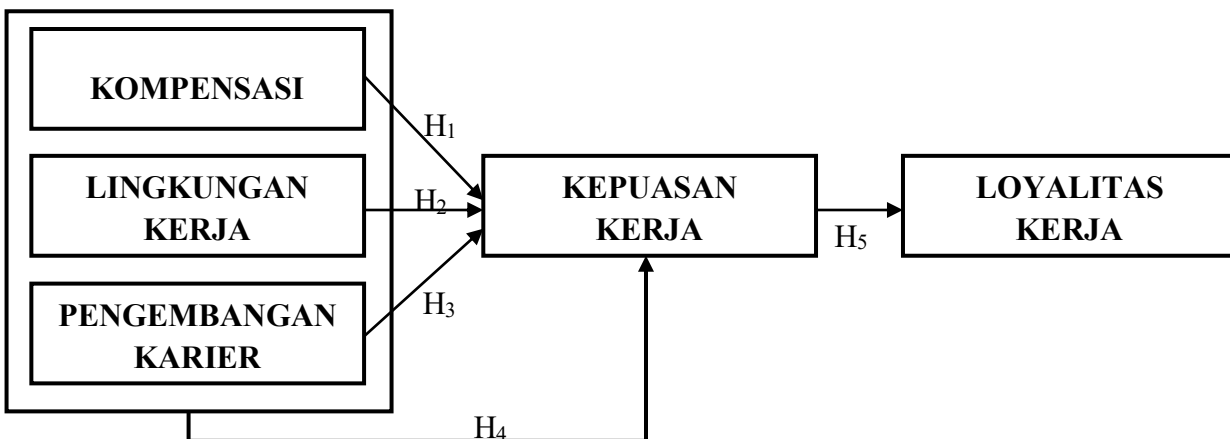 KOMPENSASI
H₁
LINGKUNGAN
KERJA
H₂
KEPUASAN
KERJA
H₅
LOYALITAS
KERJA
H₃
PENGEMBANGAN
KARIER
H₄